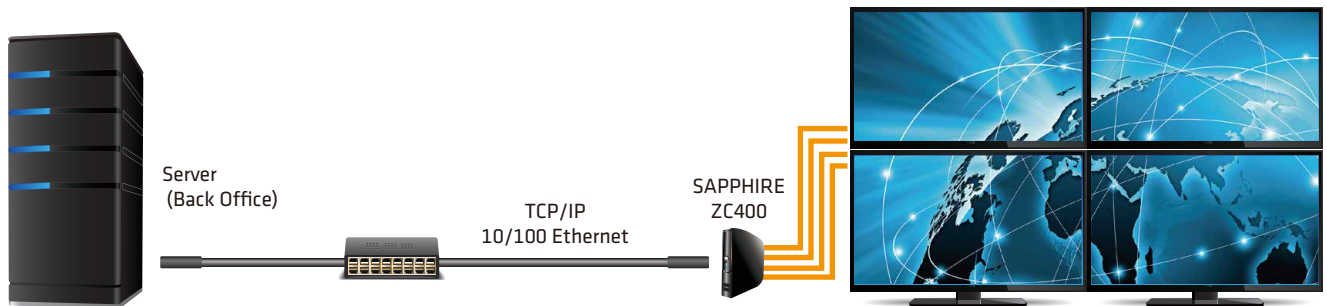 Server
(Back Office)
TCP/IP
10/100 Ethernet
SAPPHIRE
ZC400